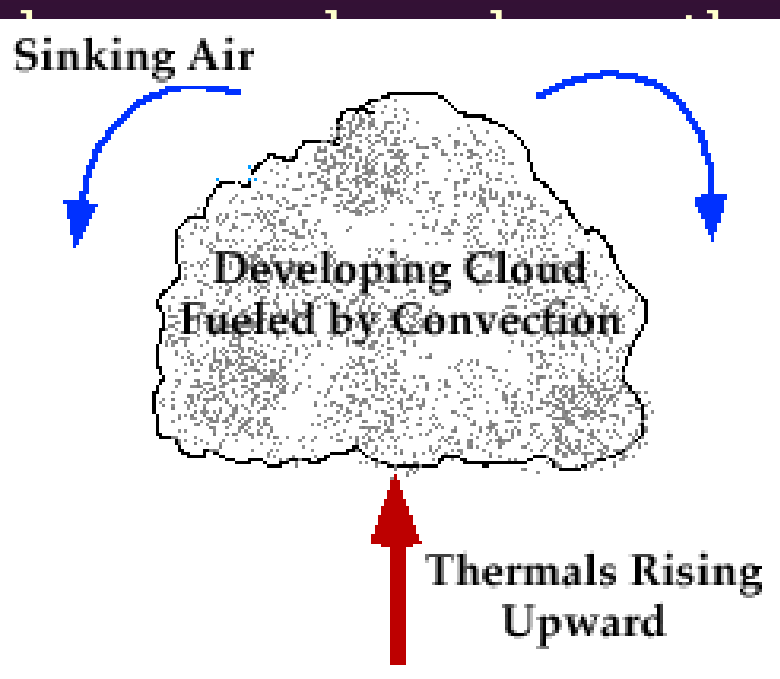 Sinking Air
Developing Cloud
Fueled by Convection
Thermals Rising
Upward